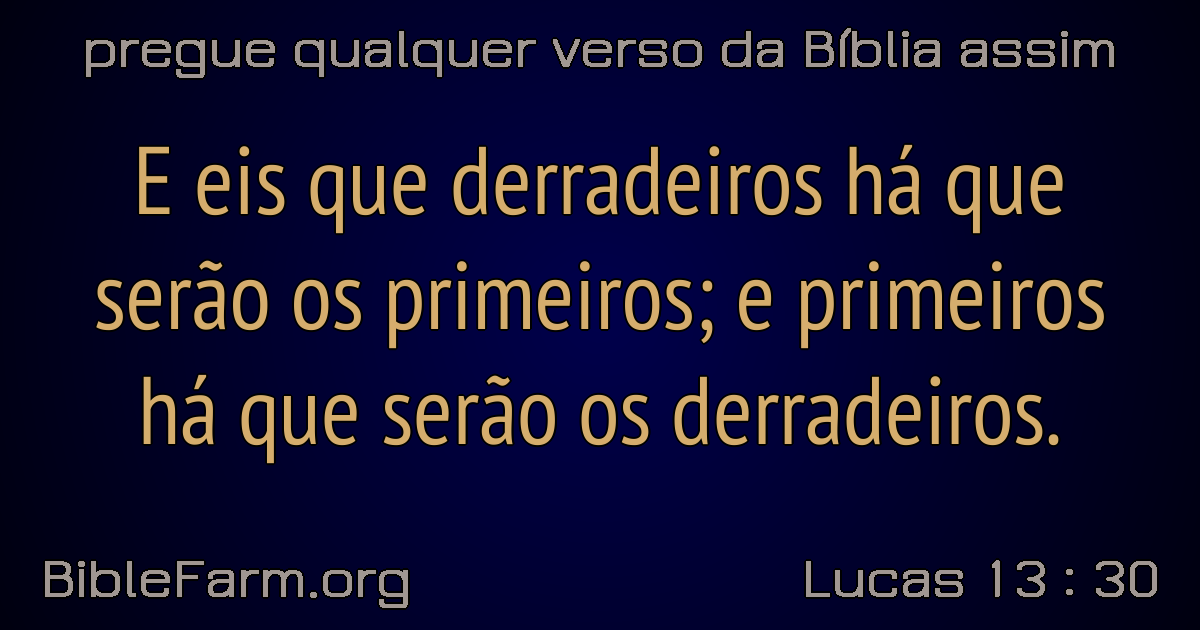 pregue qualquer verso da Bíblia assim
E eis que derradeiros há que
serão os primeiros; e primeiros
há que serão os derradeiros.
BibleFarm.org
Lucas 13 : 30